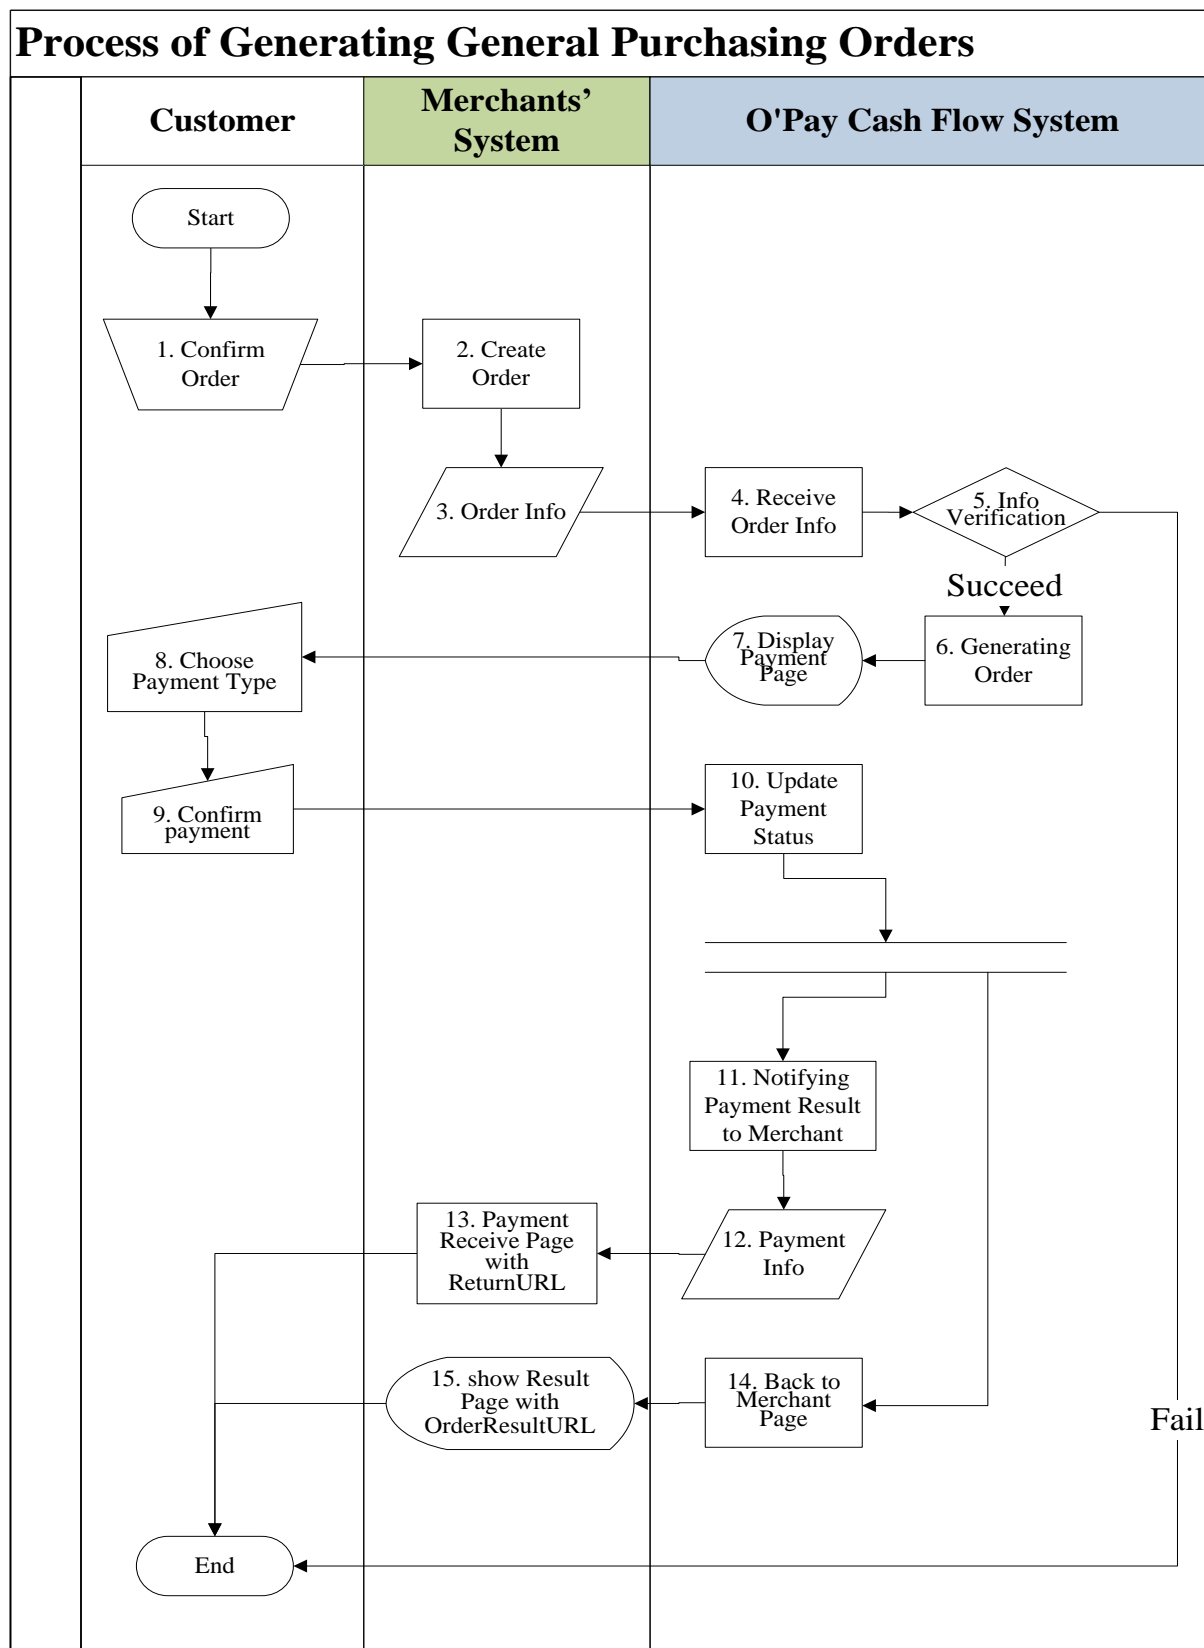 Process of Generating General Purchasing Orders
Customer
Merchants’
System
O'Pay Cash Flow System
Start
1. Confirm
Order
2. Create
Order
3. Order Info
4. Receive
Order Info
5. Info
Verification
Succeed
6. Generating
Order
7. Display
Payment
Page
8. Choose
Payment Type
9. Confirm
payment
10. Update
Payment
Status
11. Notifying
Payment Result
to Merchant
12. Payment
Info
13. Payment
Receive Page
with
ReturnURL
14. Back to
Merchant
Page
15. show Result
Page with
OrderResultURL
Fail
End